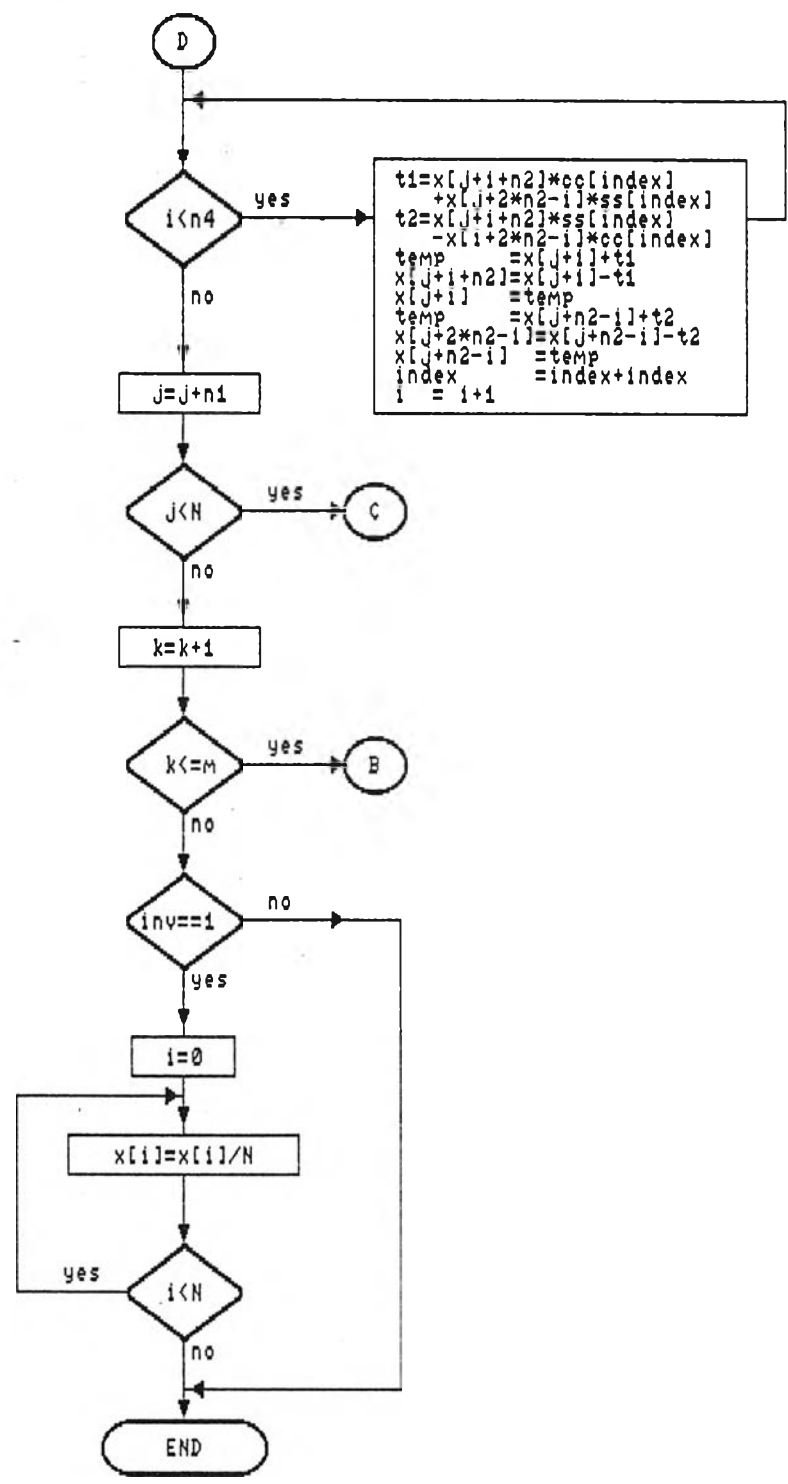 D
i<n4
yes
t1=x[j+i+n2]*cc[index]
+x[j+2*n2-i]*ss[index]
t2=x[j+i+n2]*ss[index]
-x[i+2*n2-i]*cc[index]
temp =x[j+i]+t1
x[j+i+n2]=x[j+i]-t1
x[j+i] =temp
temp =x[j+n2-i]+t2
x[j+2*n2-i]=x[j+n2-i]-t2
x[j+n2-i] =temp
index =index+index
i = i+1
no
j=j+n1
j<N
yes
C
no
k=k+1
k<=m
yes
B
no
inv==1
no
yes
i=0
x[i]=x[i]/N
yes
i<N
no
END